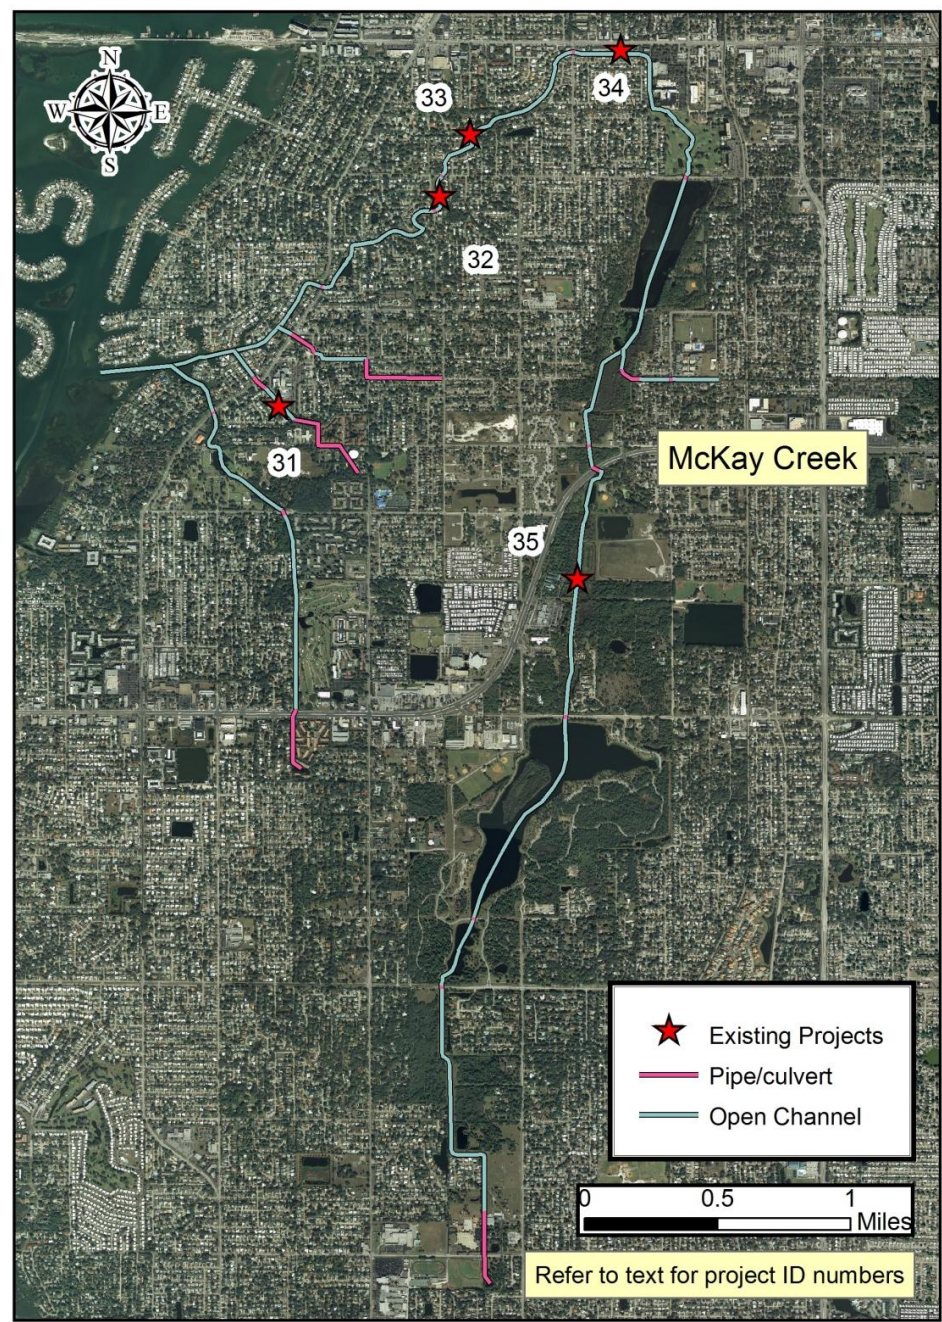 N
W E
S
33
34
32
31
McKay Creek
35
Existing Projects
Pipe/culvert
Open Channel
0 0.5 1
Miles
Refer to text for project ID numbers